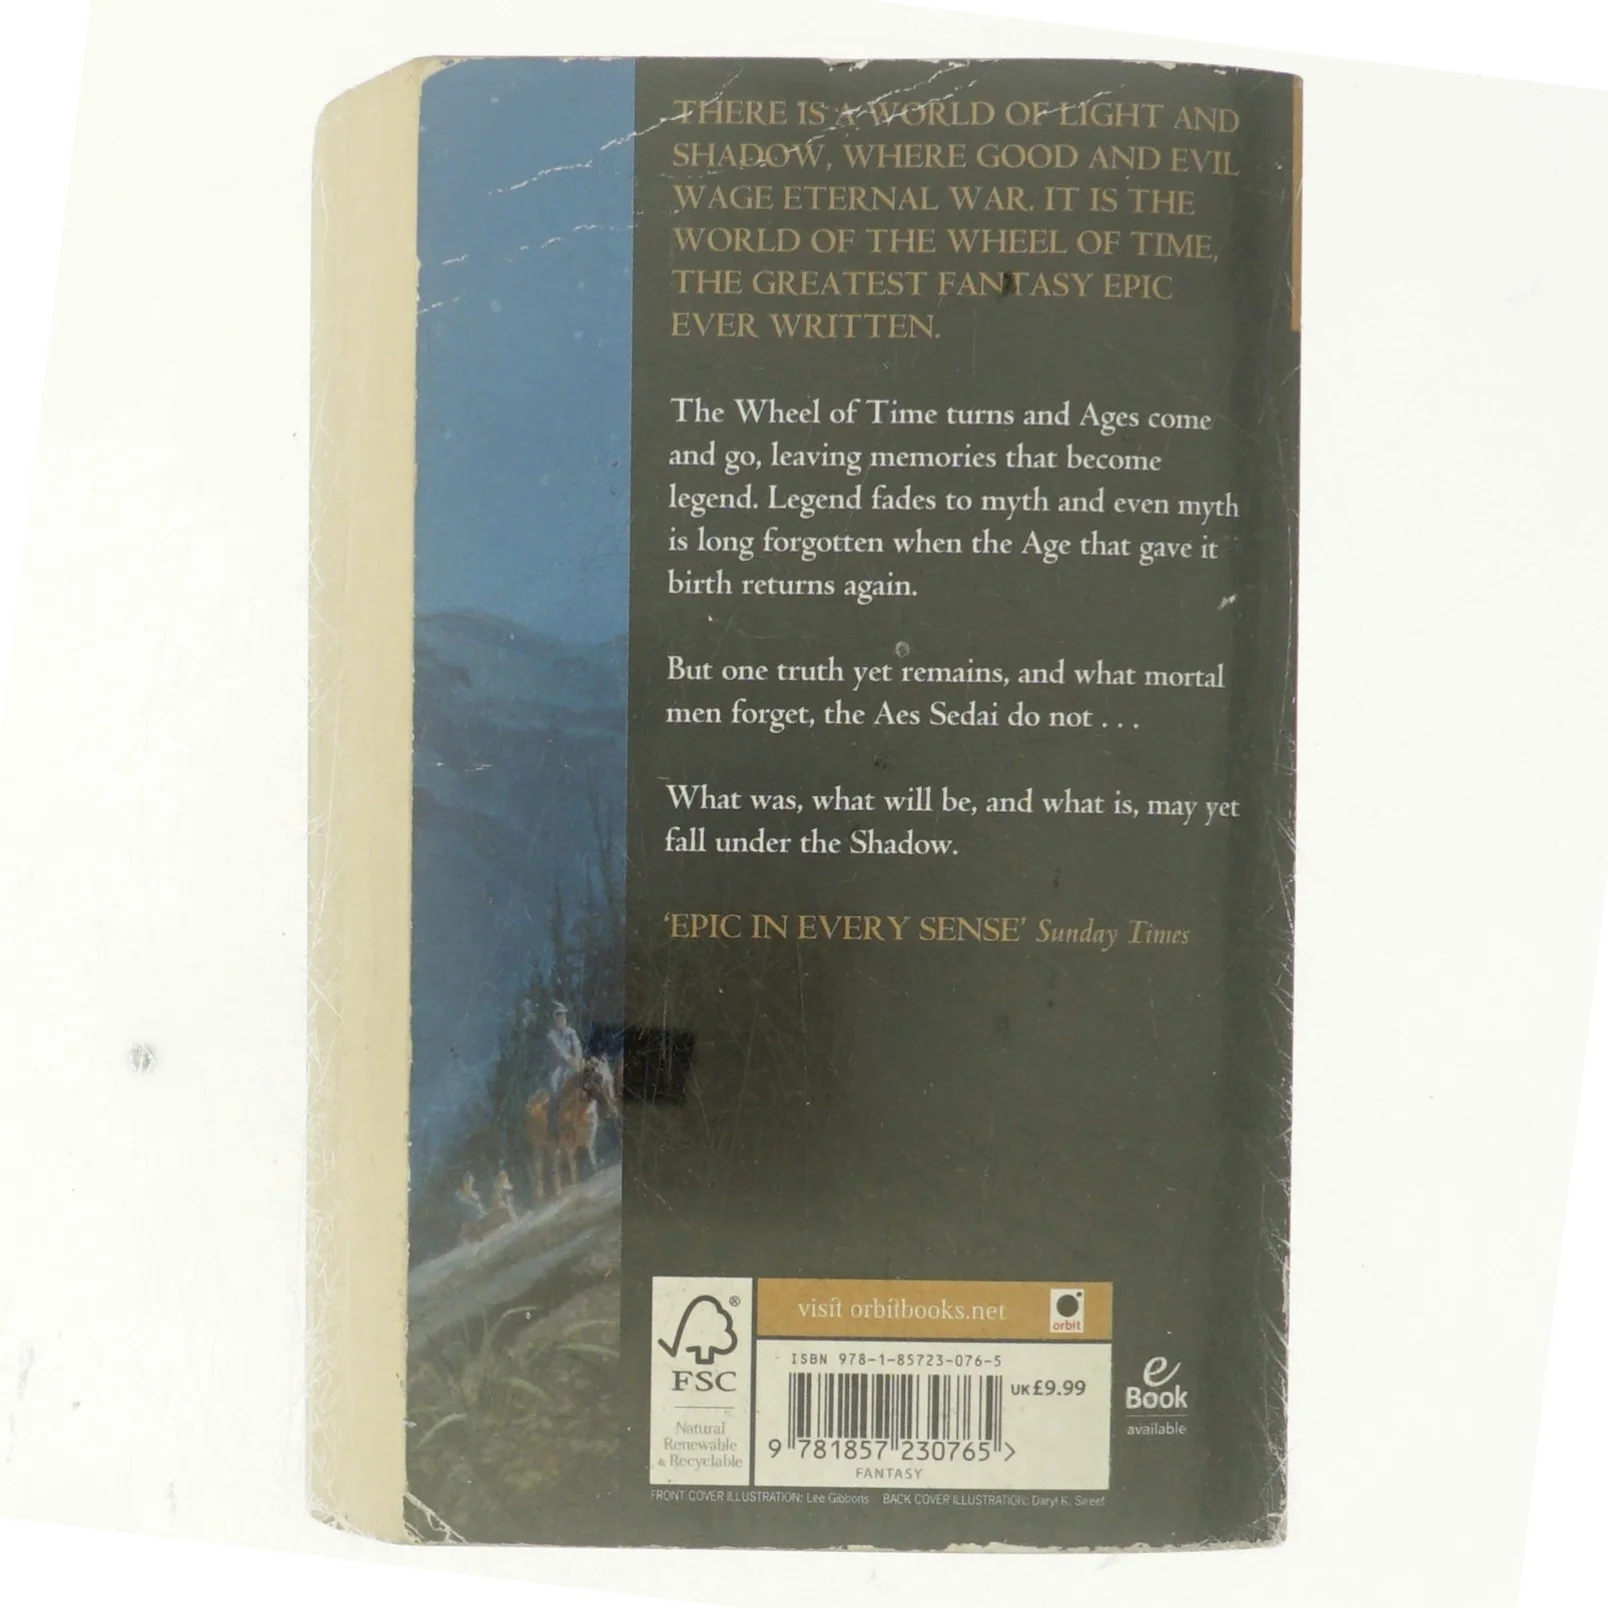 THERE IS A WORLD OF LIGHT AND
SHADOW, WHERE GOOD AND EVIL
WAGE ETERNAL WAR. IT IS THE
WORLD OF THE WHEEL OF TIME,
THE GREATEST FANTASY EPIC
EVER WRITTEN.
The Wheel of Time turns and Ages come
and go, leaving memories that become
legend. Legend fades to myth and even myth
is long forgotten when the Age that gave it
birth returns again.
But one truth yet remains, and what mortal
men forget, the Aes Sedai do not . . .
What was, what will be, and what is, may yet
fall under the Shadow.
‘EPIC IN EVERY SENSE’ Sunday Times
visit orbitbooks.net
orbit
®
FSC
Natural
Renewable
& Recyclable
ISBN 978-1-85723-076-5
UK £9.99
9 781857 230765 >
FANTASY
e
Book
available
FRONT COVER ILLUSTRATION: Lee Gibbons BACK COVER ILLUSTRATION: Daryl K. Sweet